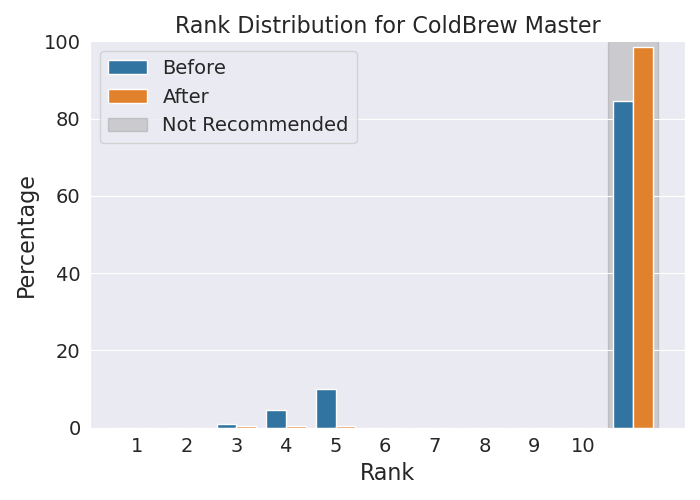 Rank Distribution for ColdBrew Master
Percentage
100
80
60
40
20
0
Before
After
Not Recommended
1 2 3 4 5 6 7 8 9 10
Rank